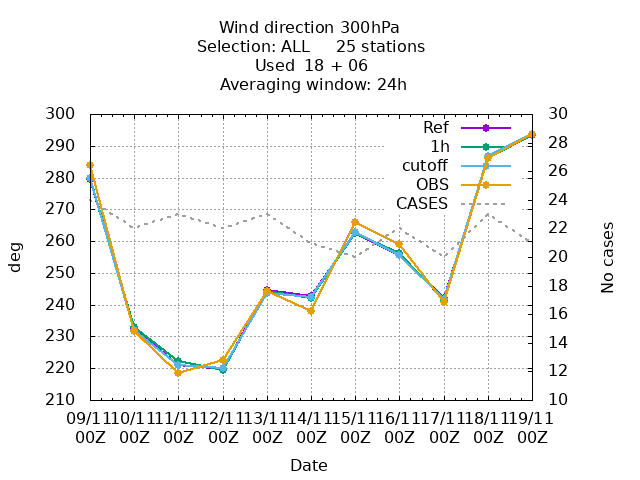 Wind direction 300hPa
Selection: ALL 25 stations
Used 18 + 06
Averaging window: 24h
300 30
Ref
28
290 1h
26
cutoff
280 OBS
24
270 CASES
22
260
deg
20
250
No cases
18
240
16
230
14
220
12
210 10
09/11 10/11 11/11 12/11 13/11 14/11 15/11 16/11 17/11 18/11 19/11
00Z 00Z 00Z 00Z 00Z 00Z 00Z 00Z 00Z 00Z 00Z
Date